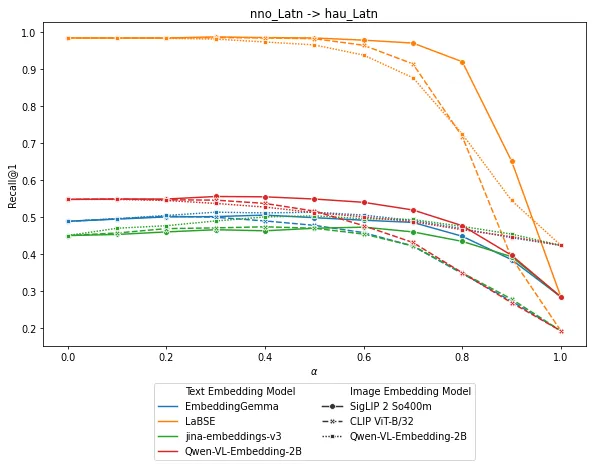 nno_Latn -> hau_Latn
Recall@1
1.0
0.9
0.8
0.7
0.6
0.5
0.4
0.3
0.2
0.0 0.2 0.4 0.6 0.8 1.0
α
Text Embedding Model Image Embedding Model
EmbeddingGemma SigLIP 2 So400m
LaBSE CLIP ViT-B/32
jina-embeddings-v3 Qwen-VL-Embedding-2B
Qwen-VL-Embedding-2B